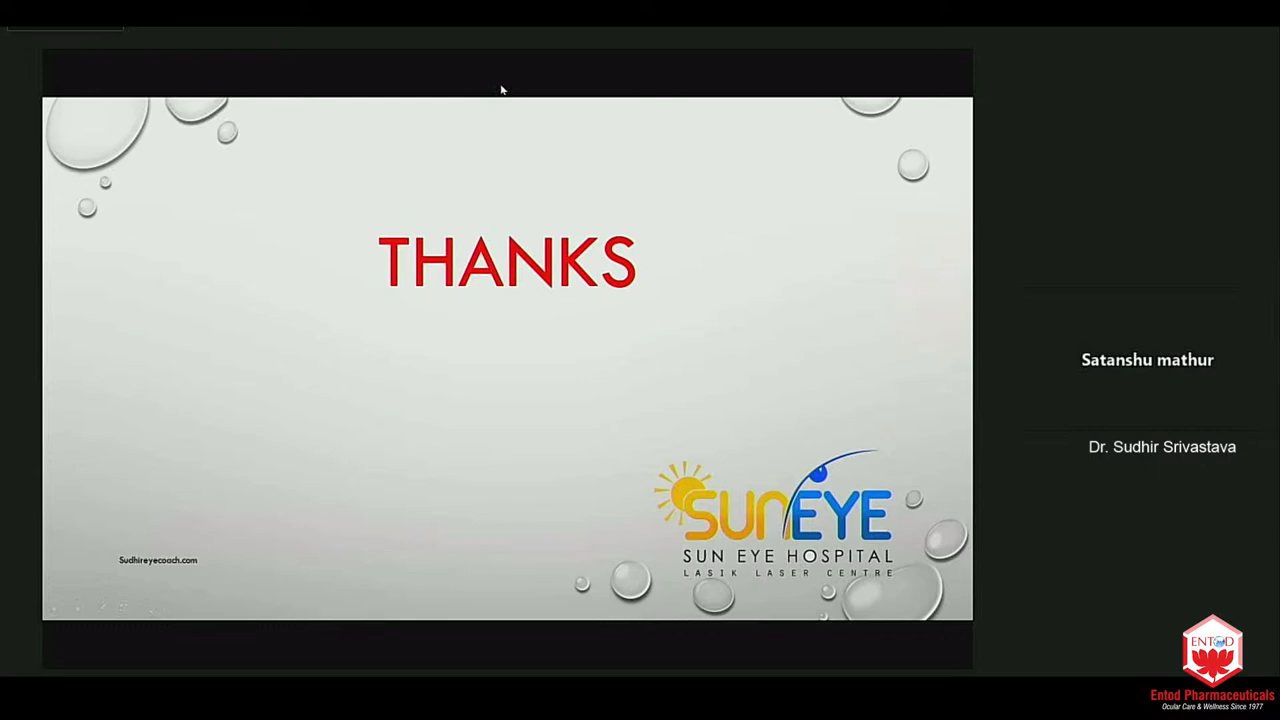 THANKS
Satanshu mathur
Dr. Sudhir Srivastava
SUNEYE
SUN EYE HOSPITAL
LASIK LASER CENTRE
Sudhireyecoach.com
ENTOD
Entod Pharmaceuticals
Ocular Care & Wellness Since 1977